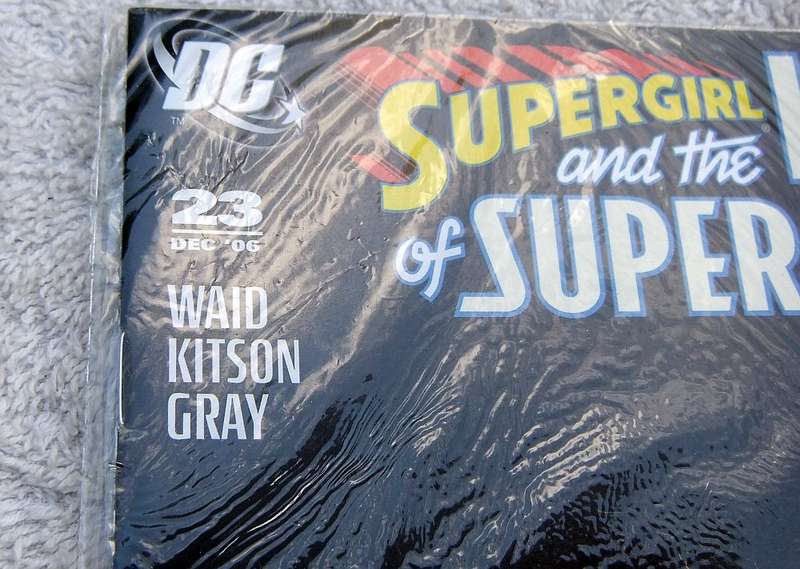 DC
TM
SUPERGIRL
and the
of SUPER
23
DEC '06
WAID
KITSON
GRAY